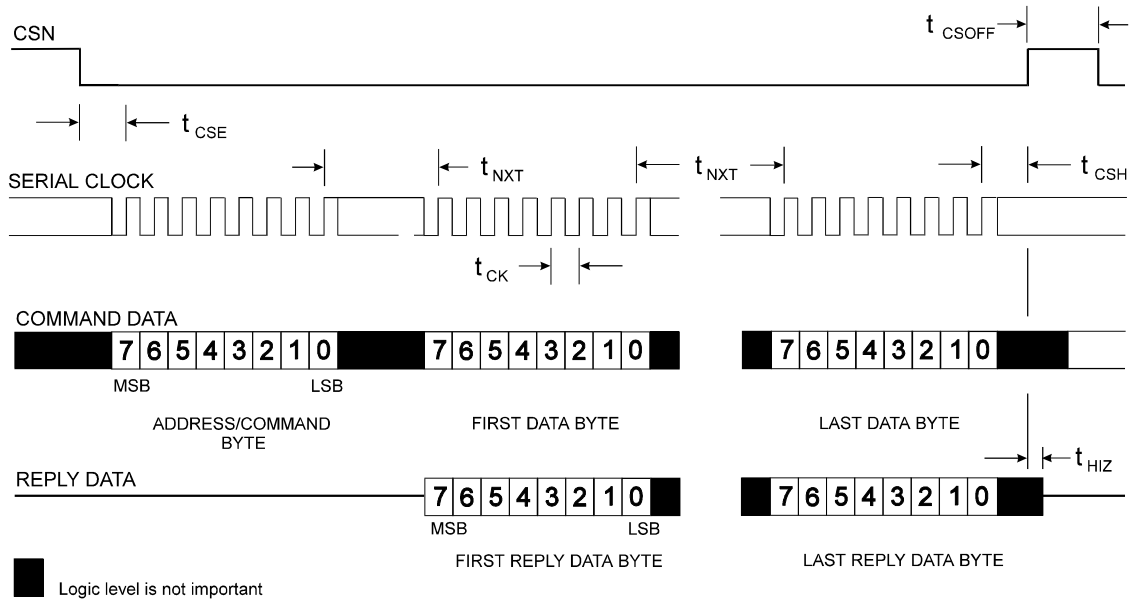 t CSOFF
CSN
t CSE
t NXT
t NXT
t CSH
SERIAL CLOCK
t CK
COMMAND DATA
7 6 5 4 3 2 1 0 7 6 5 4 3 2 1 0 7 6 5 4 3 2 1 0
MSB LSB
ADDRESS/COMMAND
BYTE
FIRST DATA BYTE
LAST DATA BYTE
t HIZ
REPLY DATA
7 6 5 4 3 2 1 0 7 6 5 4 3 2 1 0
MSB LSB
FIRST REPLY DATA BYTE
LAST REPLY DATA BYTE
Logic level is not important